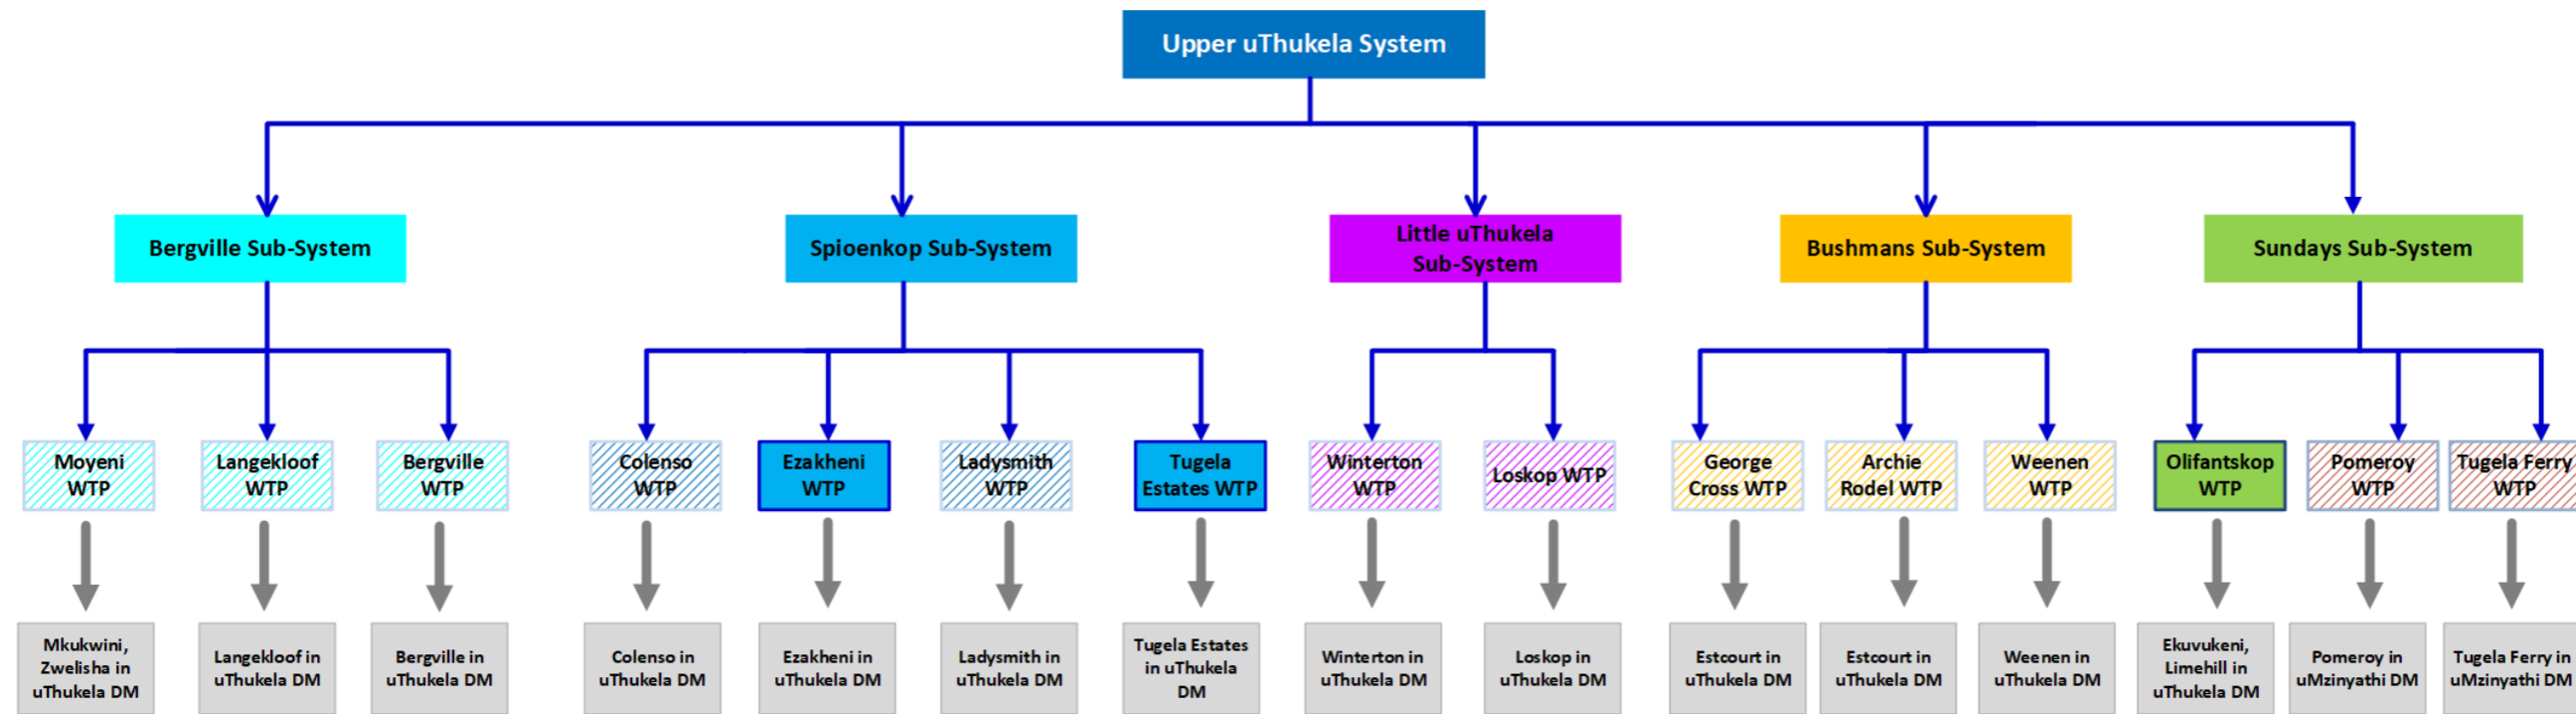 Upper uThukela System
Bergville Sub-System
Spioenkop Sub-System
Little uThukela
Sub-System
Bushmans Sub-System
Sundays Sub-System
Moyeni
WTP
Langekloof
WTP
Bergville
WTP
Colenso
WTP
Ezakheni
WTP
Ladysmith
WTP
Tugela
Estates WTP
Winterton
WTP
Loskop WTP
George
Cross WTP
Archie
Rodel WTP
Weenen
WTP
Olifantskop
WTP
Pomeroy
WTP
Tugela Ferry
WTP
Mkukwini,
Zwelisha in
uThukela DM
Langekloof in
uThukela DM
Bergville in
uThukela DM
Colenso in
uThukela DM
Ezakheni in
uThukela DM
Ladysmith in
uThukela DM
Tugela Estates
in uThukela
DM
Winterton in
uThukela DM
Loskop in
uThukela DM
Estcourt in
uThukela DM
Estcourt in
uThukela DM
Weenen in
uThukela DM
Ekuvukeni,
Limehill in
uThukela DM
Pomeroy in
uMzinyathi DM
Tugela Ferry in
uMzinyathi DM